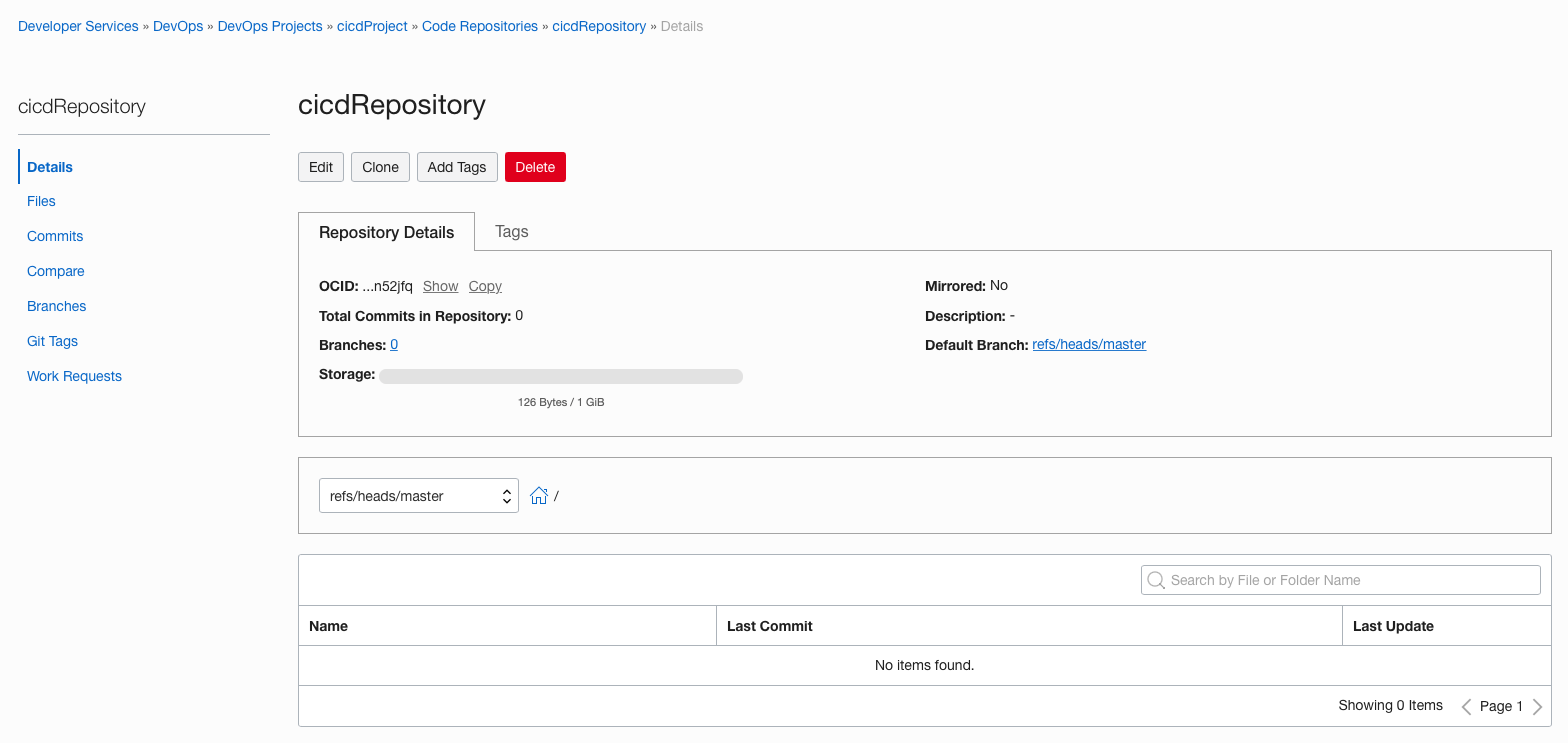 Developer Services » DevOps » DevOps Projects » cicdProject » Code Repositories » cicdRepository » Details
cicdRepository
Details
Files
Commits
Compare
Branches
Git Tags
Work Requests
cicdRepository
Edit Clone Add Tags Delete
Repository Details Tags
OCID: ...n52jfq Show Copy
Total Commits in Repository: 0
Branches: 0
Storage:
126 Bytes / 1 GiB
Mirrored: No
Description: -
Default Branch: refs/heads/master
refs/heads/master /
Search by File or Folder Name
Name Last Commit Last Update
No items found.
Showing 0 Items Page 1